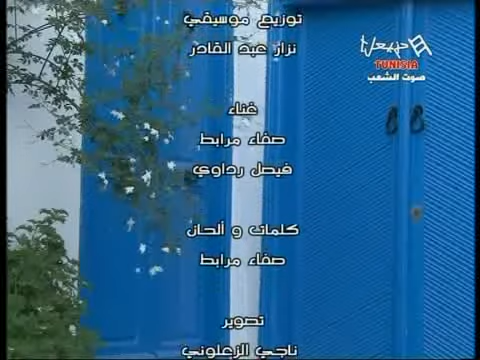 توزيع موسيقي
نزار عبد القادر
TUNISIA
صوت الشعب
غناء
صفاء مرابط
فيصل رداوي
كلمات و ألحان
صفاء مرابط
تصوير
ناجي الزغلوني